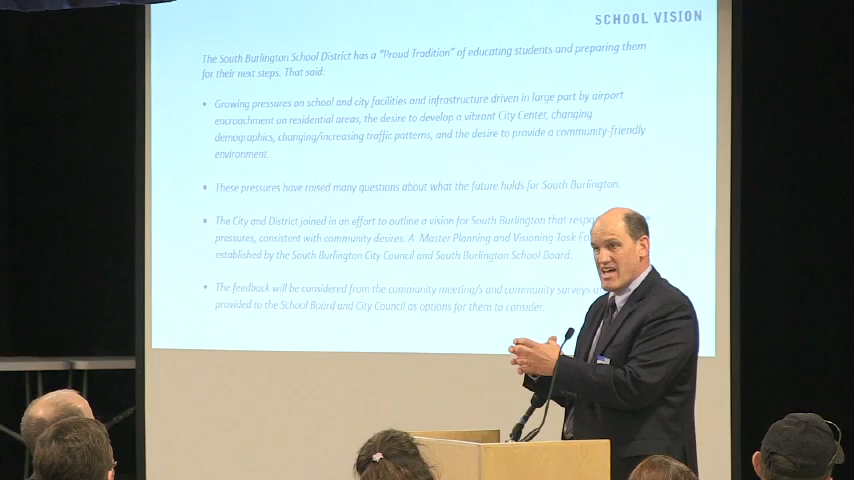 SCHOOL VISION
The South Burlington School District has a "Proud Tradition" of educating students and preparing them
for their next steps. That said:
• Growing pressures on school and city facilities and infrastructure driven in large part by airport
encroachment on residential areas, the desire to develop a vibrant City Center, changing
demographics, changing/increasing traffic patterns, and the desire to provide a community-friendly
environment.
• These pressures have raised many questions about what the future holds for South Burlington.
• The City and District joined in an effort to outline a vision for South Burlington that
pressures, consistent with community desires. A Master Planning and Visioning Task
established by the South Burlington City Council and South Burlington School Board.
• The feedback will be considered from the community meeting/s and community surveys
provided to the School Board and City Council as options for them to consider.